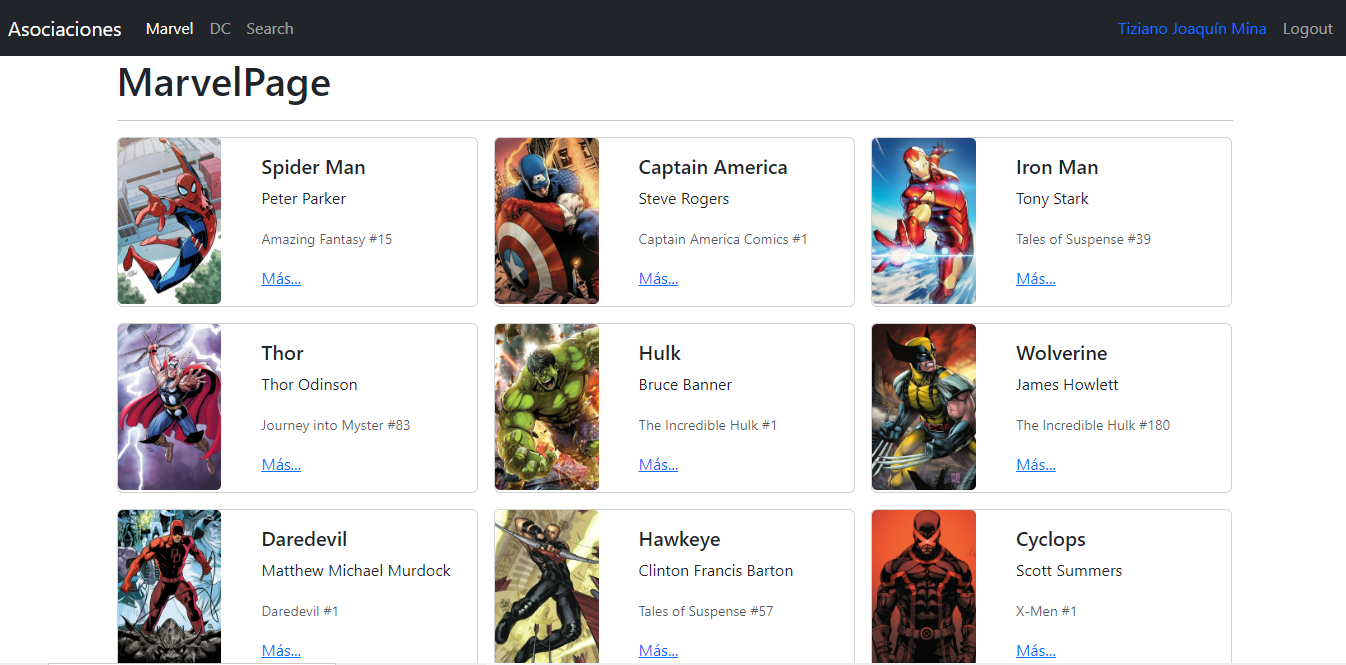 Asociaciones Marvel DC Search Tiziano Joaquín Mina Logout
MarvelPage
Spider Man
Peter Parker
Amazing Fantasy #15
Más...
Captain America
Steve Rogers
Captain America Comics #1
Más...
Iron Man
Tony Stark
Tales of Suspense #39
Más...
Thor
Thor Odinson
Journey into Myster #83
Más...
Hulk
Bruce Banner
The Incredible Hulk #1
Más...
Wolverine
James Howlett
The Incredible Hulk #180
Más...
Daredevil
Matthew Michael Murdock
Daredevil #1
Más...
Hawkeye
Clinton Francis Barton
Tales of Suspense #57
Más...
Cyclops
Scott Summers
X-Men #1
Más...